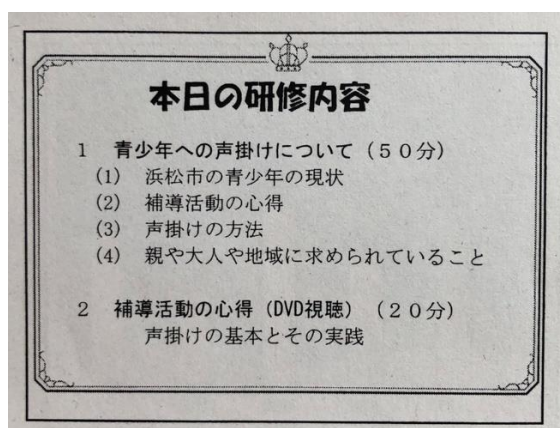 本日の研修内容
1 青少年への声掛けについて(50分)
(1) 浜松市の青少年の現状
(2) 補導活動の心得
(3) 声掛けの方法
(4) 親や大人や地域に求められていること
2 補導活動の心得(DVD視聴)(20分)
声掛けの基本とその実践